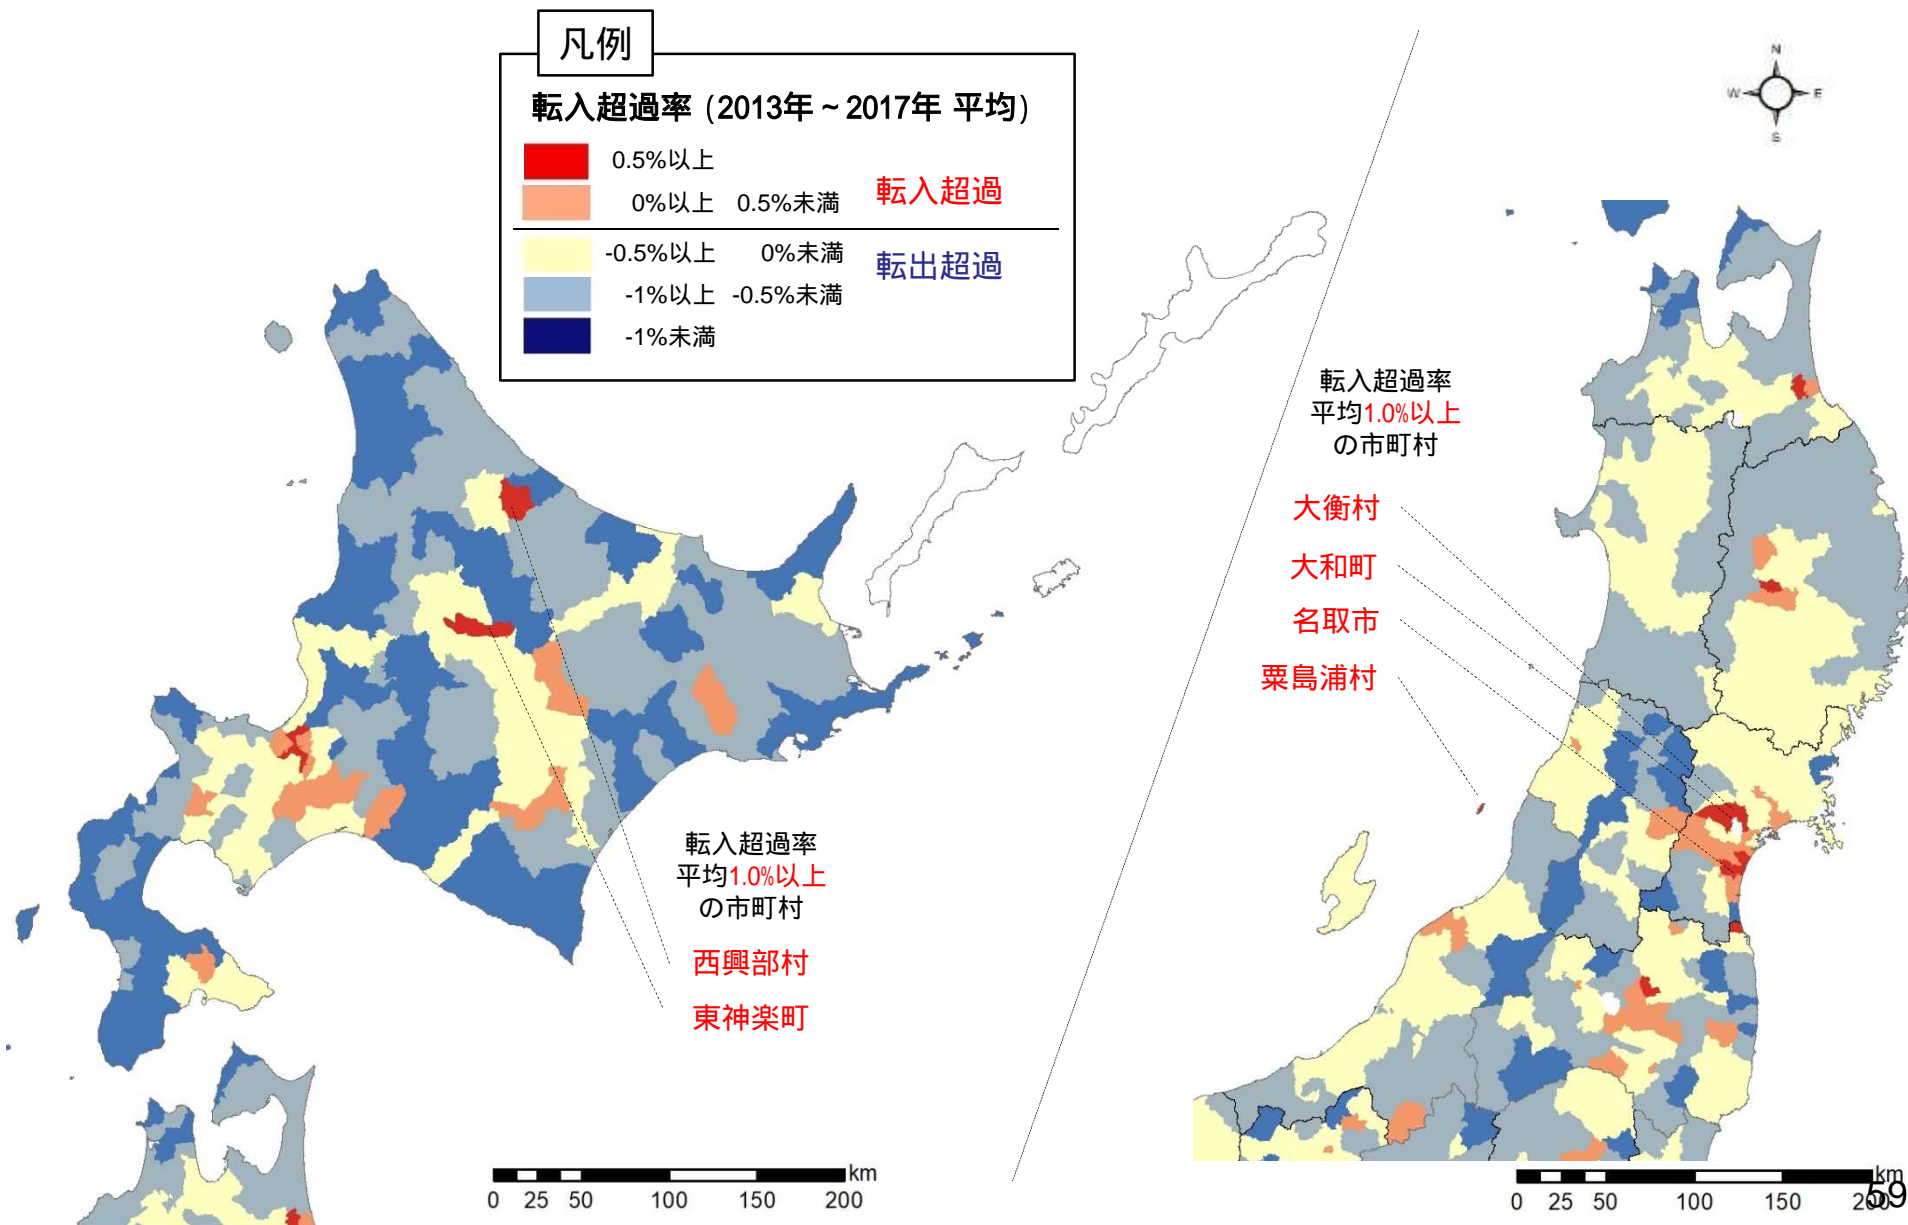 凡例
転入超過率 (2013年～2017年 平均)
0.5%以上
0%以上 0.5%未満
転入超過
-0.5%以上 0%未満
転出超過
-1%以上 -0.5%未満
-1%未満
N
W E
S
転入超過率
平均1.0%以上
の市町村
大衡村
大和町
名取市
粟島浦村
転入超過率
平均1.0%以上
の市町村
西興部村
東神楽町
km
0 25 50 100 150 200
km
0 25 50 100 150 200
59